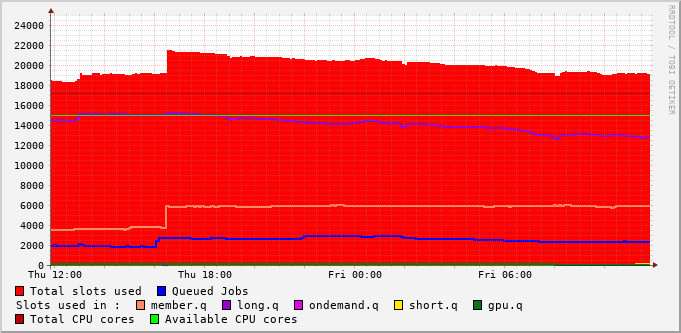 24000
22000
20000
18000
16000
14000
12000
10000
8000
6000
4000
2000
0
Thu 12:00 Thu 18:00 Fri 00:00 Fri 06:00
RRDTOOL / TOBI OETIKER
Total slots used Queued Jobs
Slots used in : member.q long.q ondemand.q short.q gpu.q
Total CPU cores Available CPU cores